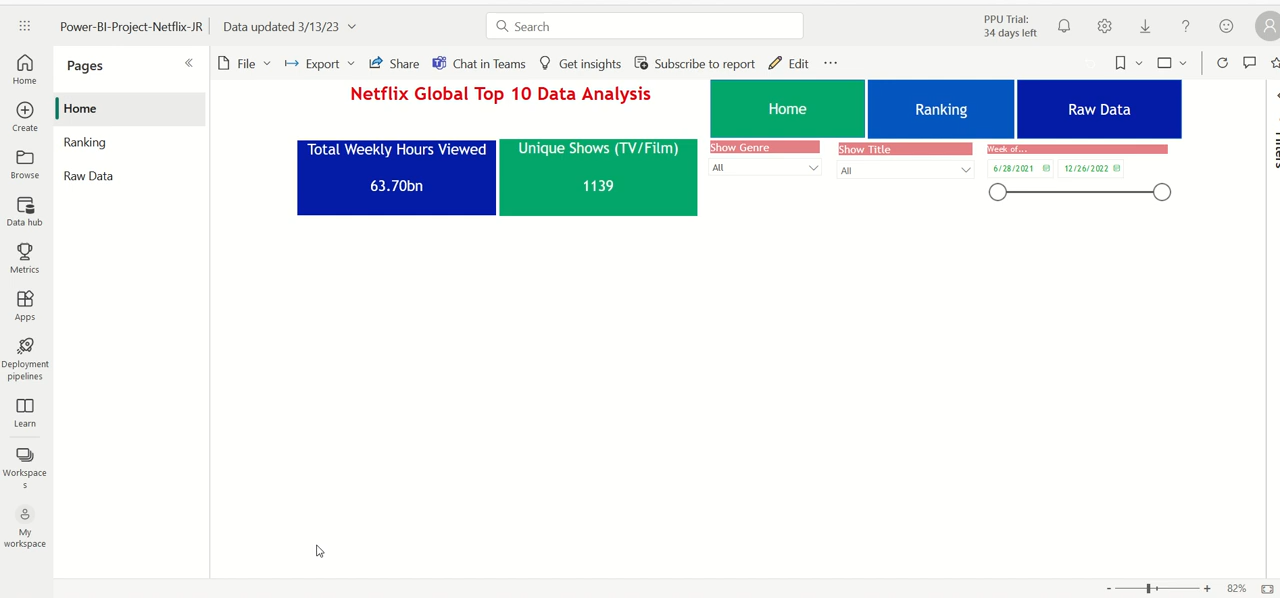 Power-BI-Project-Netflix-JR
Data updated 3/13/23
Search
PPU Trial:
34 days left
Home
Create
Browse
Data hub
Metrics
Apps
Deployment
pipelines
Learn
Workspace
s
My
workspace
Pages
Home
Ranking
Raw Data
File
Export
Share
Chat in Teams
Get insights
Subscribe to report
Edit
Netflix Global Top 10 Data Analysis
Home
Ranking
Raw Data
Total Weekly Hours Viewed
63.70bn
Unique Shows (TV/Film)
1139
Show Genre
All
Show Title
All
Week of...
6/28/2021
12/26/2022
Filters
- + 82%